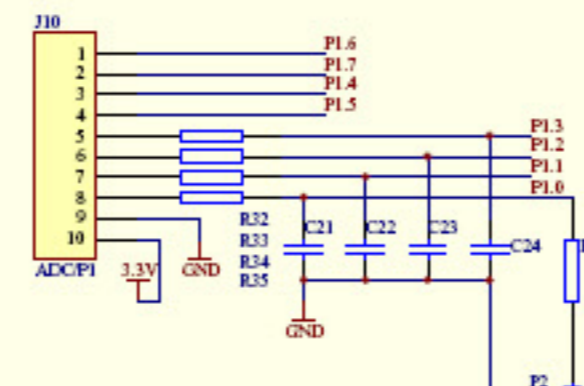 J10
1 P1.6
2 P1.7
3 P1.4
4 P1.5
5 P1.3
6 P1.2
7 P1.1
8 P1.0
9
10
R32 C21 C22 C23
R33
C24
R34
R35
ADC/P1 3.3V GND
GND
P2